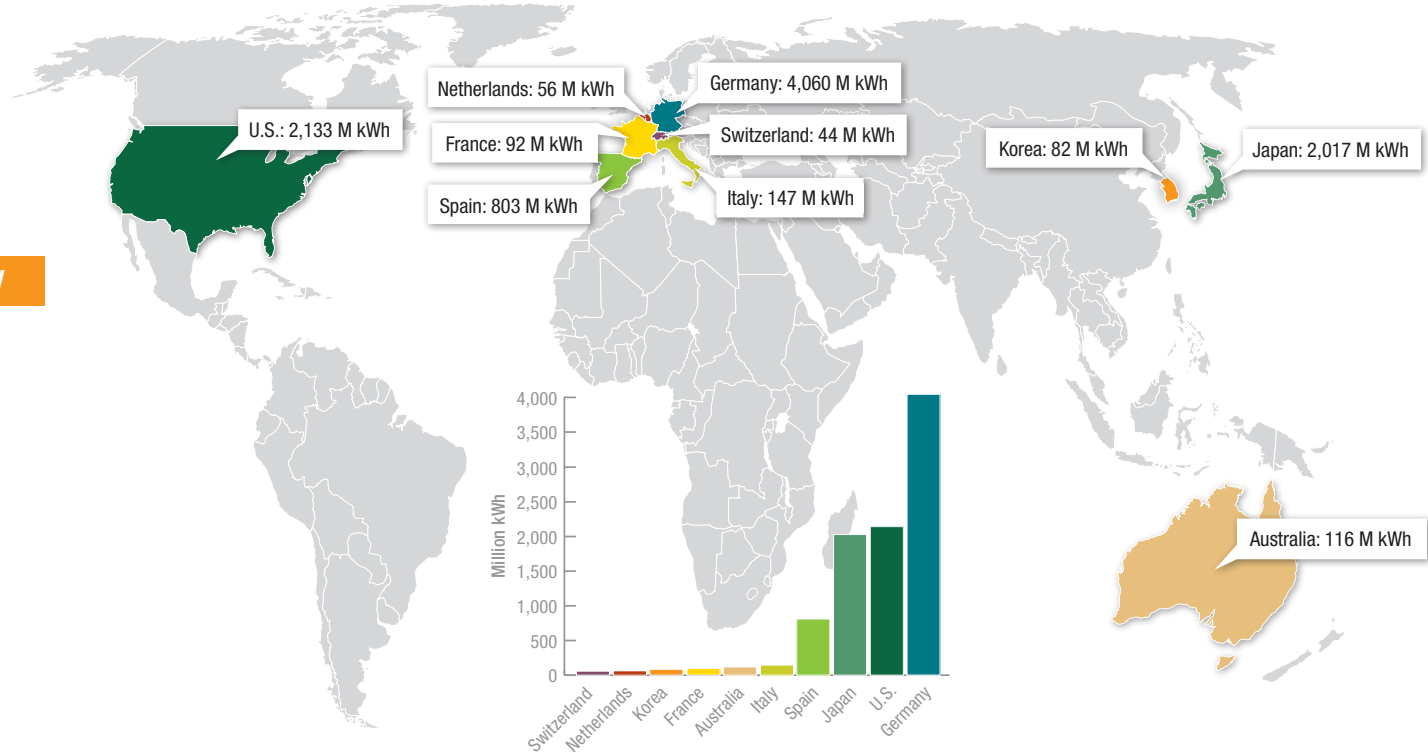 Netherlands: 56 M kWh
Germany: 4,060 M kWh
U.S.: 2,133 M kWh
France: 92 M kWh
Switzerland: 44 M kWh
Korea: 82 M kWh
Japan: 2,017 M kWh
Spain: 803 M kWh
Italy: 147 M kWh
Australia: 116 M kWh
Million kWh
4,000
3,500
3,000
2,500
2,000
1,500
1,000
500
0
Switzerland
Netherlands
Korea
France
Australia
Italy
Spain
Japan
U.S.
Germany